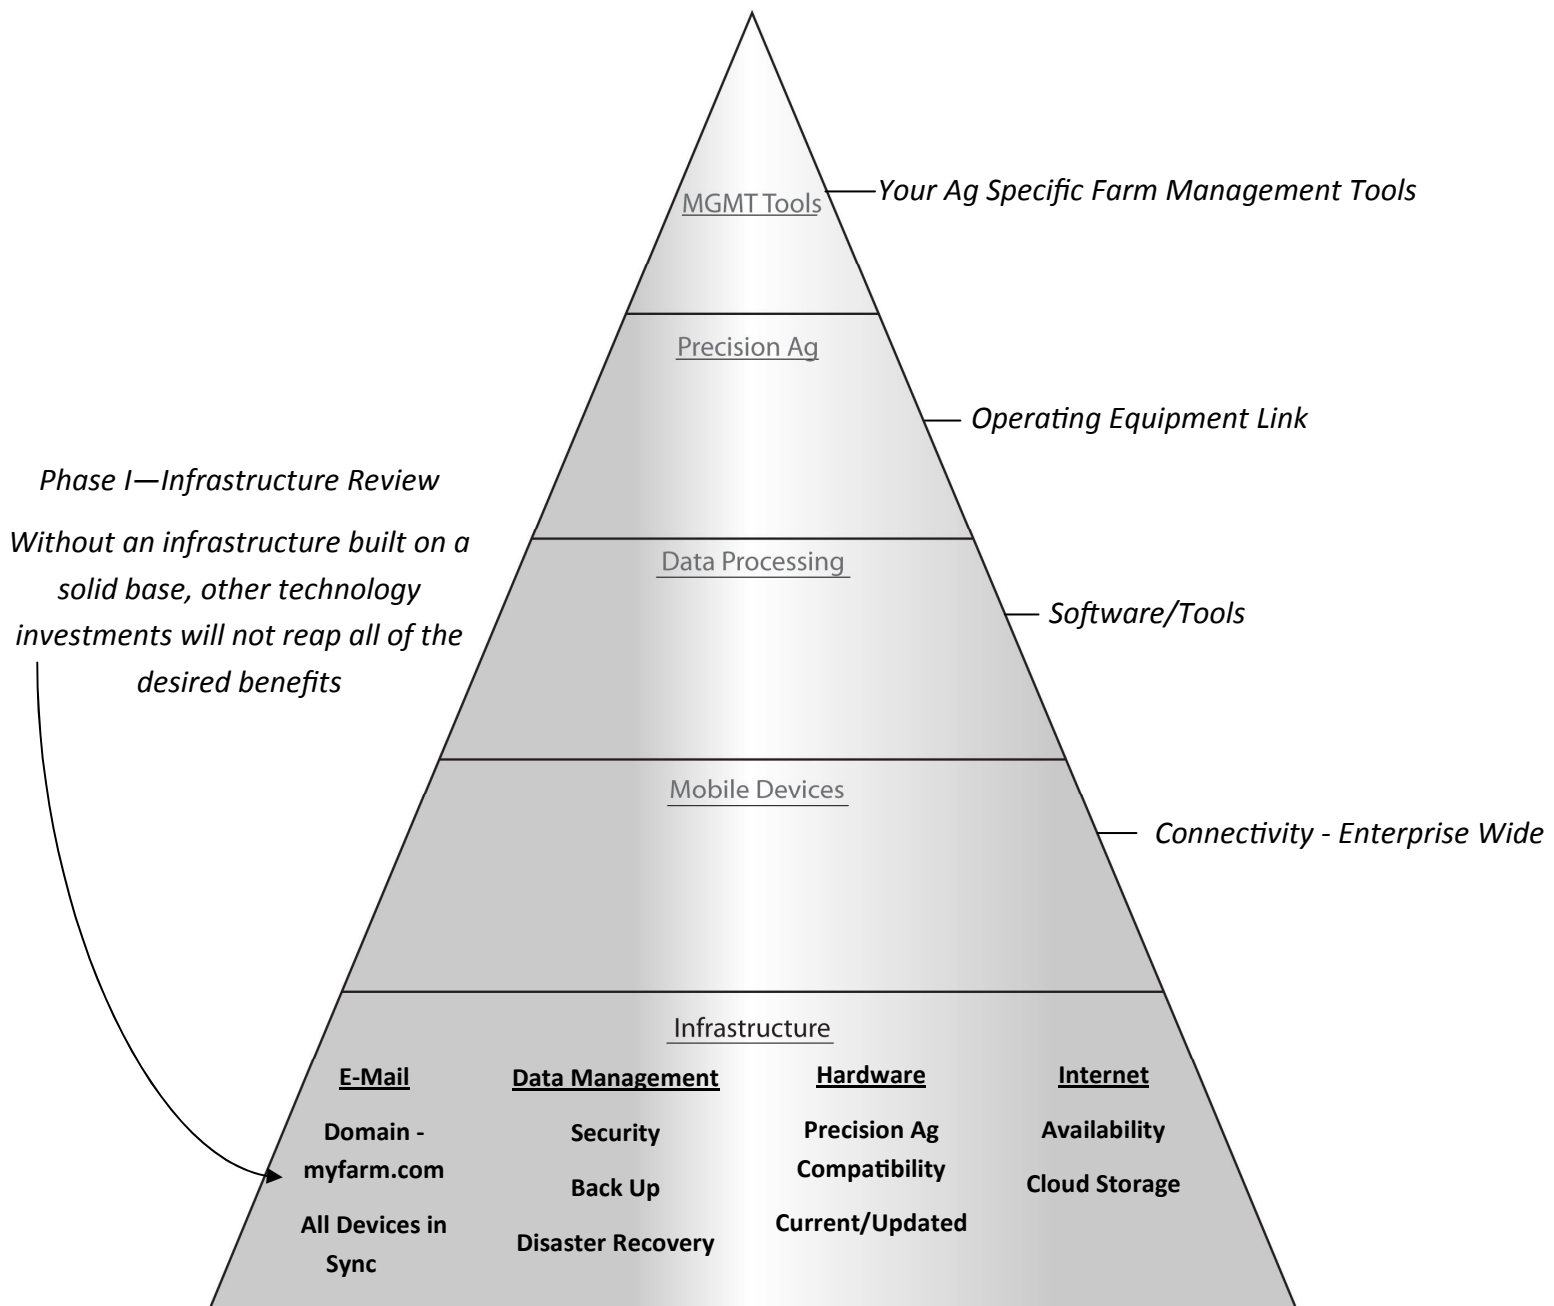 MGMT Tools
Your Ag Specific Farm Management Tools
Precision Ag
Operating Equipment Link
Phase I—Infrastructure Review
Without an infrastructure built on a
solid base, other technology
investments will not reap all of the
desired benefits
Data Processing
Software/Tools
Mobile Devices
Connectivity - Enterprise Wide
Infrastructure
E-Mail
Domain -
myfarm.com
All Devices in
Sync
Data Management
Security
Back Up
Disaster Recovery
Hardware
Precision Ag
Compatibility
Current/Updated
Internet
Availability
Cloud Storage